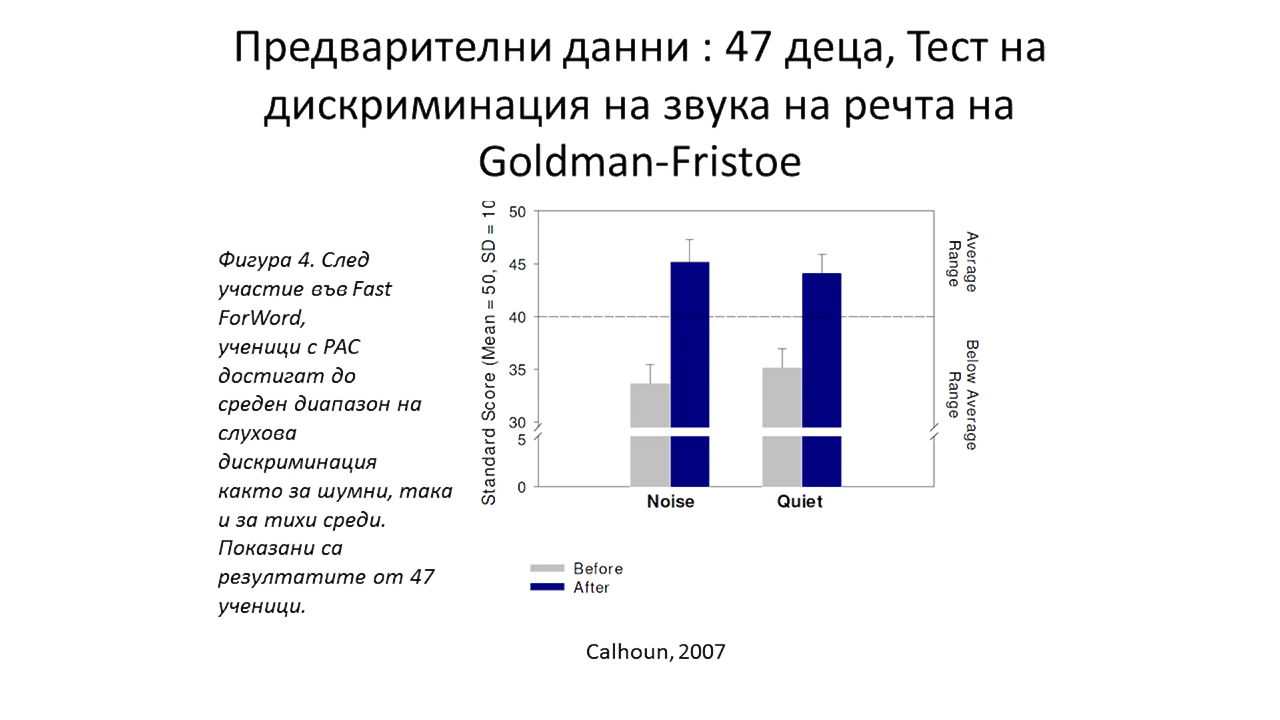 Предварителни данни : 47 деца, Тест на
дискриминация на звука на речта на
Goldman-Fristoe
Фигура 4. След
участие във Fast
ForWord,
ученици с РАС
достигат до
среден диапазон на
слухова
дискриминация
както за шумни, така
и за тихи среди.
Показани са
резултатите от 47
ученици.
Standard Score (Mean = 50, SD = 10
50
45
40
35
30
5
0
Noise
Quiet
Average
Range
Below Average
Range
Before
After
Calhoun, 2007